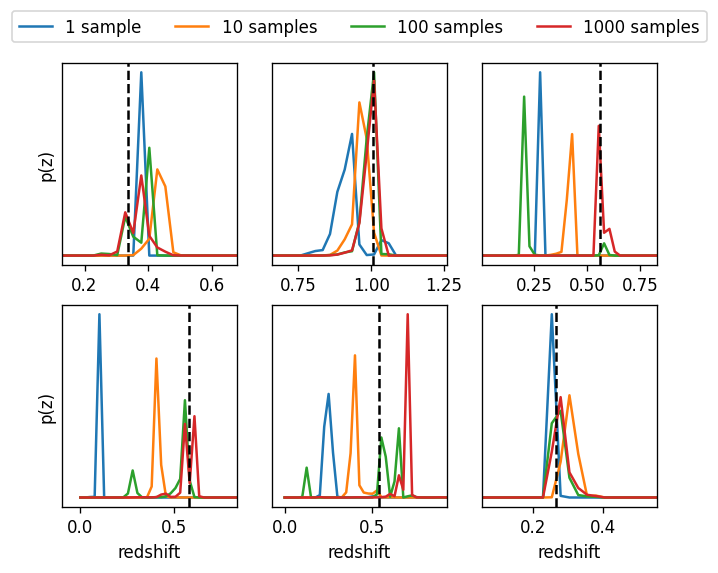 1 sample 10 samples 100 samples 1000 samples
p(z)
0.2 0.4 0.6 0.75 1.00 1.25 0.25 0.50 0.75
p(z)
0.0 0.5 0.0 0.5 0.2 0.4
redshift redshift redshift